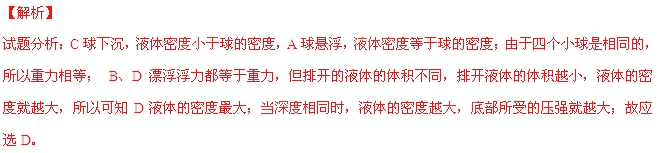 【解析】
试题分析：C 球下沉，液体密度小于球的密度，A 球悬浮，液体密度等于球的密度；由于四个小球是相同的，
所以重力相等； B、D 漂浮浮力都等于重力，但排开的液体的体积不同，排开液体的体积越小，液体的密
度就越大，所以可知 D 液体的密度最大；当深度相同时，液体的密度越大，底部所受的压强就越大；故应
选 D。